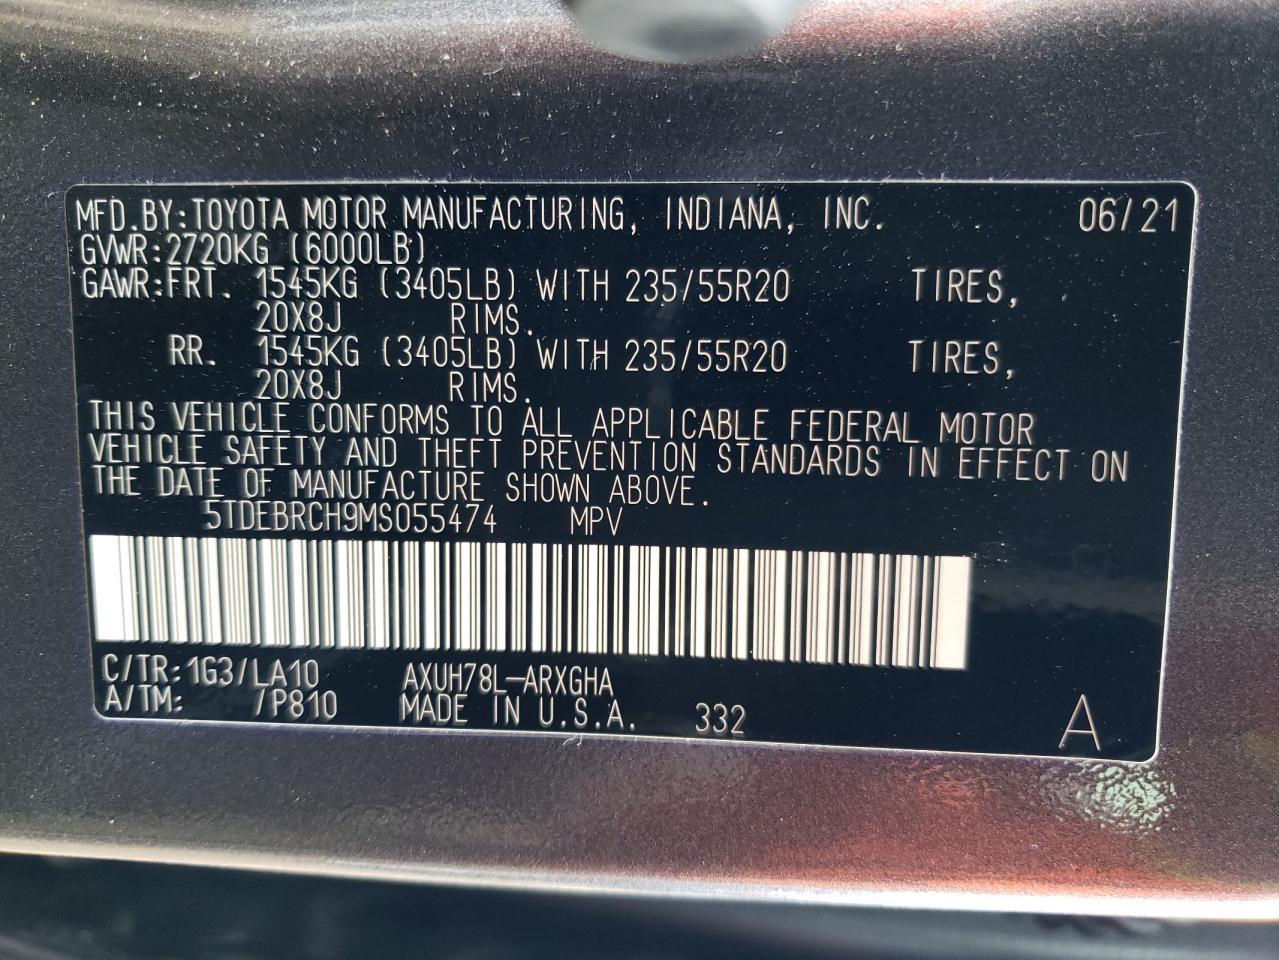 MFD.BY:TOYOTA MOTOR MANUFACTURING, INDIANA, INC. 06/21
GVWR:2720KG (6000LB)
GAWR:FRT. 1545KG (3405LB) WITH 235/55R20 TIRES,
20X8J RIMS.
RR. 1545KG (3405LB) WITH 235/55R20 TIRES,
20X8J RIMS.
THIS VEHICLE CONFORMS TO ALL APPLICABLE FEDERAL MOTOR
VEHICLE SAFETY AND THEFT PREVENTION STANDARDS IN EFFECT ON
THE DATE OF MANUFACTURE SHOWN ABOVE.
5TDEBRCH9MS055474 MPV
C/TR:1G3/LA10 AXUH78L-ARXGHA
A/TM: /P810 MADE IN U.S.A. 332 A